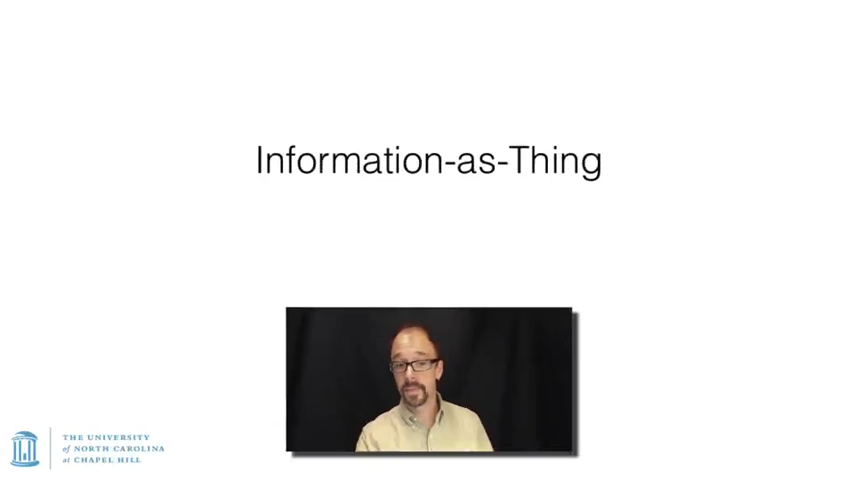 Information-as-Thing
THE UNIVERSITY
of NORTH CAROLINA
at CHAPEL HILL